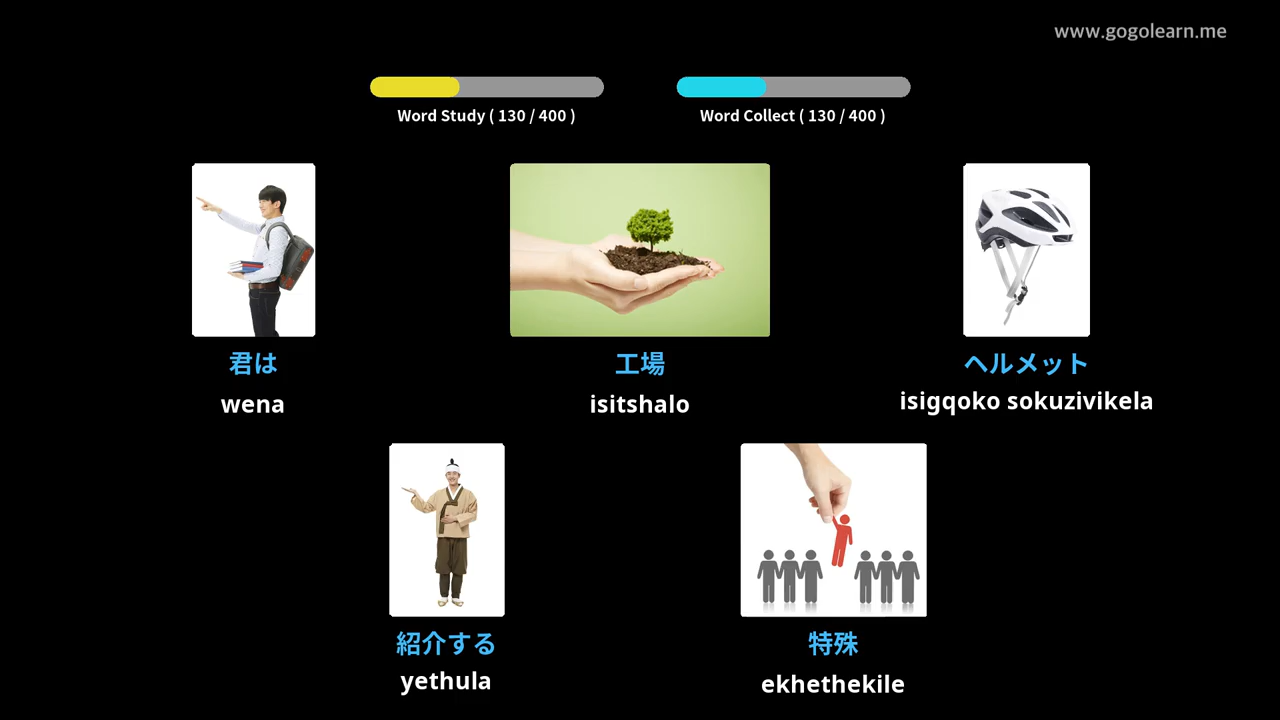 www.gogolearn.me
Word Study ( 130 / 400 )
Word Collect ( 130 / 400 )
君は
wena
工場
isitshalo
ヘルメット
isigqoko sokuzivikela
紹介する
yethula
特殊
ekhethekile